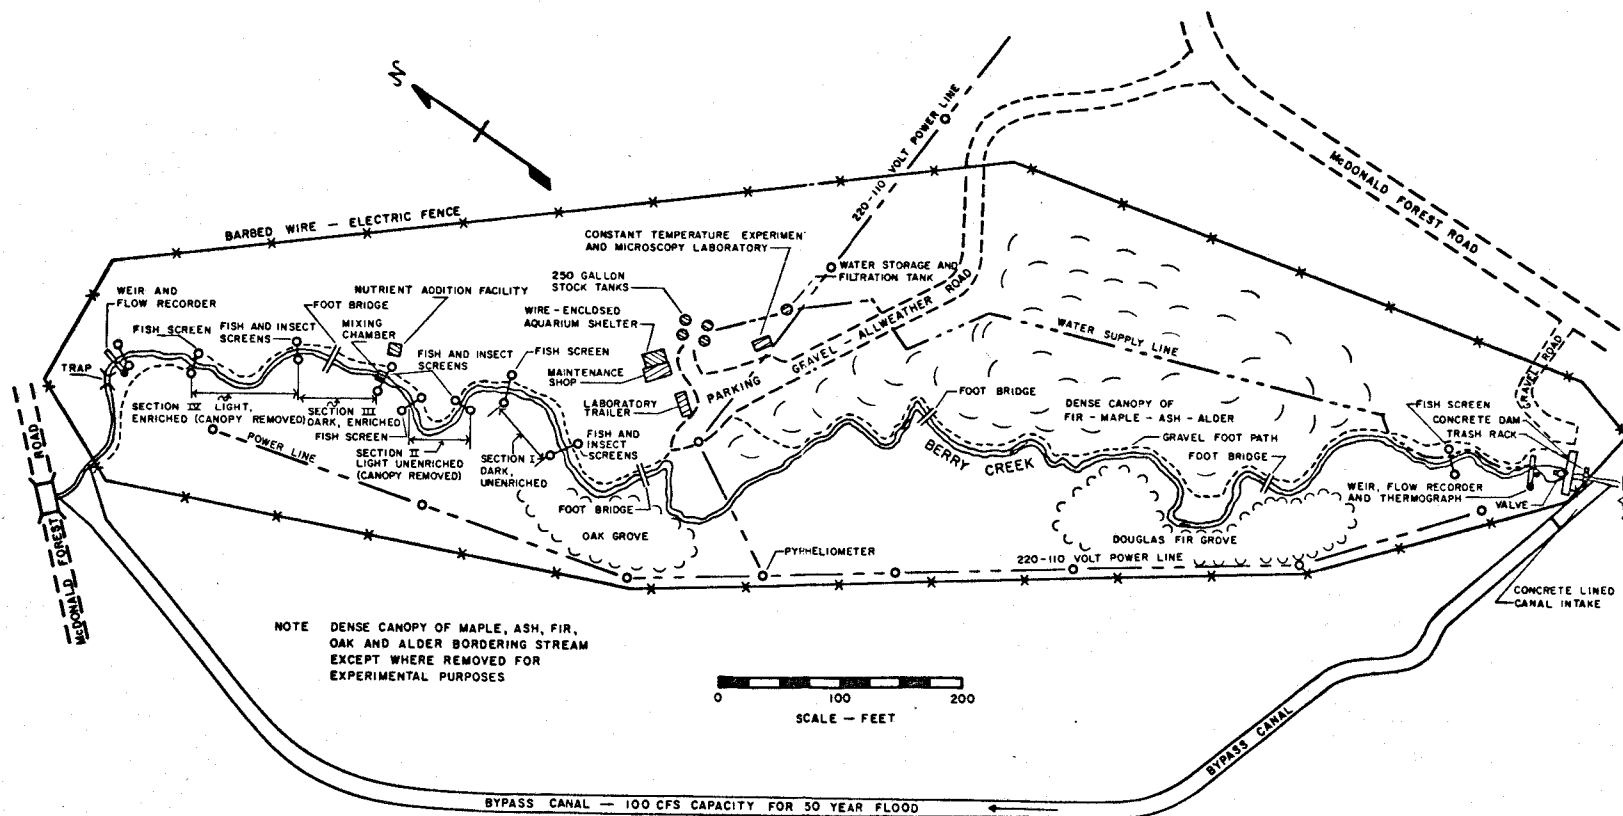 N
BARBED WIRE — ELECTRIC FENCE
220-110 VOLT POWER LINE
McDONALD FOREST ROAD
CONSTANT TEMPERATURE EXPERIMEN
AND MICROSCOPY LABORATORY
WATER STORAGE AND
FILTRATION TANK
250 GALLON
STOCK TANKS
WIRE-ENCLOSED
AQUARIUM SHELTER
NUTRIENT ADDITION FACILITY
WEIR AND
FLOW RECORDER
FOOT BRIDGE
MIXING
CHAMBER
FISH SCREEN
FISH AND INSECT
SCREENS
FISH AND INSECT
SCREENS
FISH SCREEN
MAINTENANCE
SHOP
LABORATORY
TRAILER
PARKING
GRAVEL - ALLWEATHER ROAD
WATER SUPPLY LINE
GRAVEL ROAD
TRAP
SECTION IV LIGHT,
ENRICHED (CANOPY REMOVED)
SECTION III
DARK, ENRICHED
FISH SCREEN
SECTION II
LIGHT UNENRICHED
(CANOPY REMOVED)
SECTION I
DARK,
UNENRICHED
FISH AND
INSECT
SCREENS
POWER LINE
FOOT BRIDGE
OAK GROVE
FOOT BRIDGE
DENSE CANOPY OF
FIR - MAPLE - ASH - ALDER
BERRY CREEK
GRAVEL FOOT PATH
FOOT BRIDGE
FISH SCREEN
CONCRETE DAM
TRASH RACK
WEIR, FLOW RECORDER
AND THERMOGRAPH
VALVE
DOUGLAS FIR GROVE
220-110 VOLT POWER LINE
PYRHELIOMETER
CONCRETE LINED
CANAL INTAKE
McDONALD FOREST
ROAD
NOTE DENSE CANOPY OF MAPLE, ASH, FIR,
OAK AND ALDER BORDERING STREAM
EXCEPT WHERE REMOVED FOR
EXPERIMENTAL PURPOSES
0 100 200
SCALE — FEET
BYPASS CANAL
BYPASS CANAL — 100 CFS CAPACITY FOR 50 YEAR FLOOD